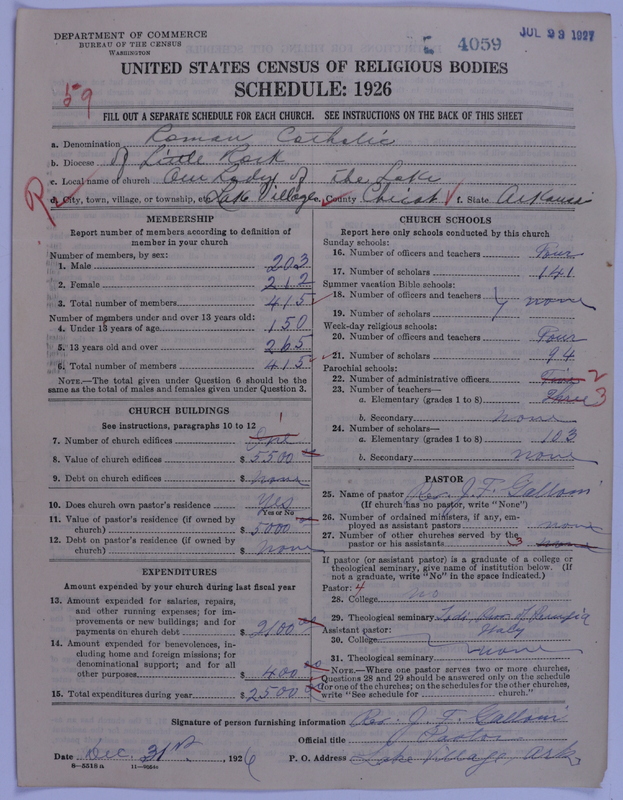 DEPARTMENT OF COMMERCE
BUREAU OF THE CENSUS
WASHINGTON
4059
JUL 29 1927
UNITED STATES CENSUS OF RELIGIOUS BODIES
SCHEDULE: 1926
59
FILL OUT A SEPARATE SCHEDULE FOR EACH CHURCH. SEE INSTRUCTIONS ON THE BACK OF THIS SHEET
a. Denomination Roman Catholic
b. Diocese of Little Rock
c. Local name of church Our Lady of the Lake
d. City, town, village, or township, etc. Lake Village e. County Chicot f. State Arkansas
MEMBERSHIP
Report number of members according to definition of member in your church
Number of members, by sex:
1. Male 203
2. Female 212
3. Total number of members 415
Number of members under and over 13 years old:
4. Under 13 years of age 150
5. 13 years old and over 265
6. Total number of members 415
NOTE.—The total given under Question 6 should be the
same as the total of males and females given under Question 3.
CHURCH BUILDINGS
See instructions, paragraphs 10 to 12
7. Number of church edifices One 1
8. Value of church edifices $ 5500
9. Debt on church edifices $ none
10. Does church own pastor's residence Yes
Yes or No
11. Value of pastor's residence (if owned by
church) $ 5000
12. Debt on pastor's residence (if owned by
church) $ None
EXPENDITURES
Amount expended by your church during last fiscal year
13. Amount expended for salaries, repairs,
and other running expenses; for im-
provements or new buildings; and for
payments on church debt $ 2100
14. Amount expended for benevolences, in-
cluding home and foreign missions; for
denominational support; and for all
other purposes $ 400
15. Total expenditures during year $ 2500
CHURCH SCHOOLS
Report here only schools conducted by this church
Sunday schools:
16. Number of officers and teachers Four
17. Number of scholars 141
Summer vacation Bible schools:
18. Number of officers and teachers
none
19. Number of scholars
Week-day religious schools:
20. Number of officers and teachers Four
21. Number of scholars 94
Parochial schools:
22. Number of administrative officers 2
23. Number of teachers—
a. Elementary (grades 1 to 8) three 3
b. Secondary none
24. Number of scholars—
a. Elementary (grades 1 to 8) 103
b. Secondary none
PASTOR
25. Name of pastor Rev. J. F. Galloni
(If church has no pastor, write "None")
26. Number of ordained ministers, if any, em-
ployed as assistant pastors none
27. Number of other churches served by the
pastor or his assistants 3
If pastor (or assistant pastor) is a graduate of a college or
theological seminary, give name of institution below. (If
not a graduate, write "No" in the space indicated.)
Pastor: 4
28. College no
29. Theological seminary
Assistant pastor: Italy
30. College
none
31. Theological seminary
NOTE.—Where one pastor serves two or more churches,
Questions 28 and 29 should be answered only on the schedule
for one of the churches; on the schedules for the other churches,
write "See schedule for church."
Signature of person furnishing information Rev. J. F. Galloni
Official title Pastor
Date Dec. 31st, 1926 P. O. Address Lake Village, Ark.
8—5518 a 11—9554a